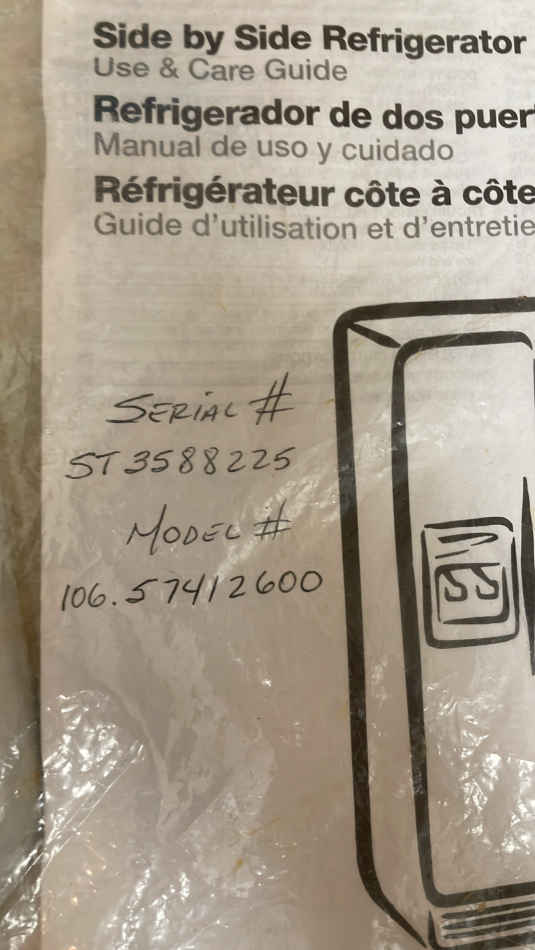 Side by Side Refrigerator
Use & Care Guide
Refrigerador de dos puert
Manual de uso y cuidado
Réfrigérateur côte à côte
Guide d'utilisation et d'entretie
SERIAL #
ST3588225
MODEL #
106.57412600